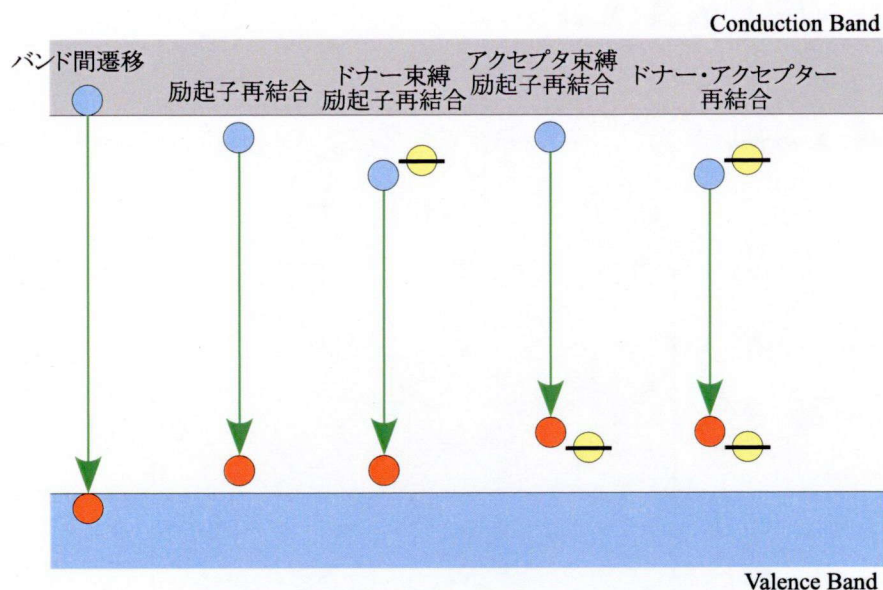 Conduction Band
バンド間遷移
励起子再結合
ドナー束縛
励起子再結合
アクセプタ束縛
励起子再結合
ドナー・アクセプター
再結合
Valence Band